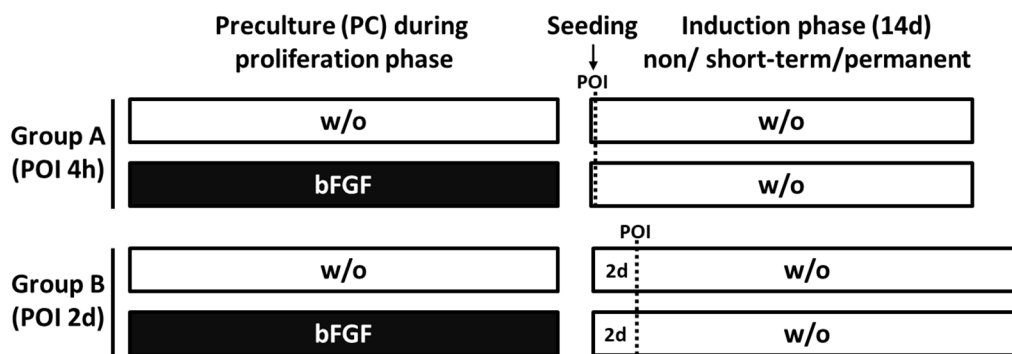 Preculture (PC) during
proliferation phase
Seeding
Induction phase (14d)
non/ short-term/permanent
POI
Group A
(POI 4h)
w/o
w/o
bFGF
w/o
POI
Group B
(POI 2d)
w/o
2d
w/o
bFGF
2d
w/o